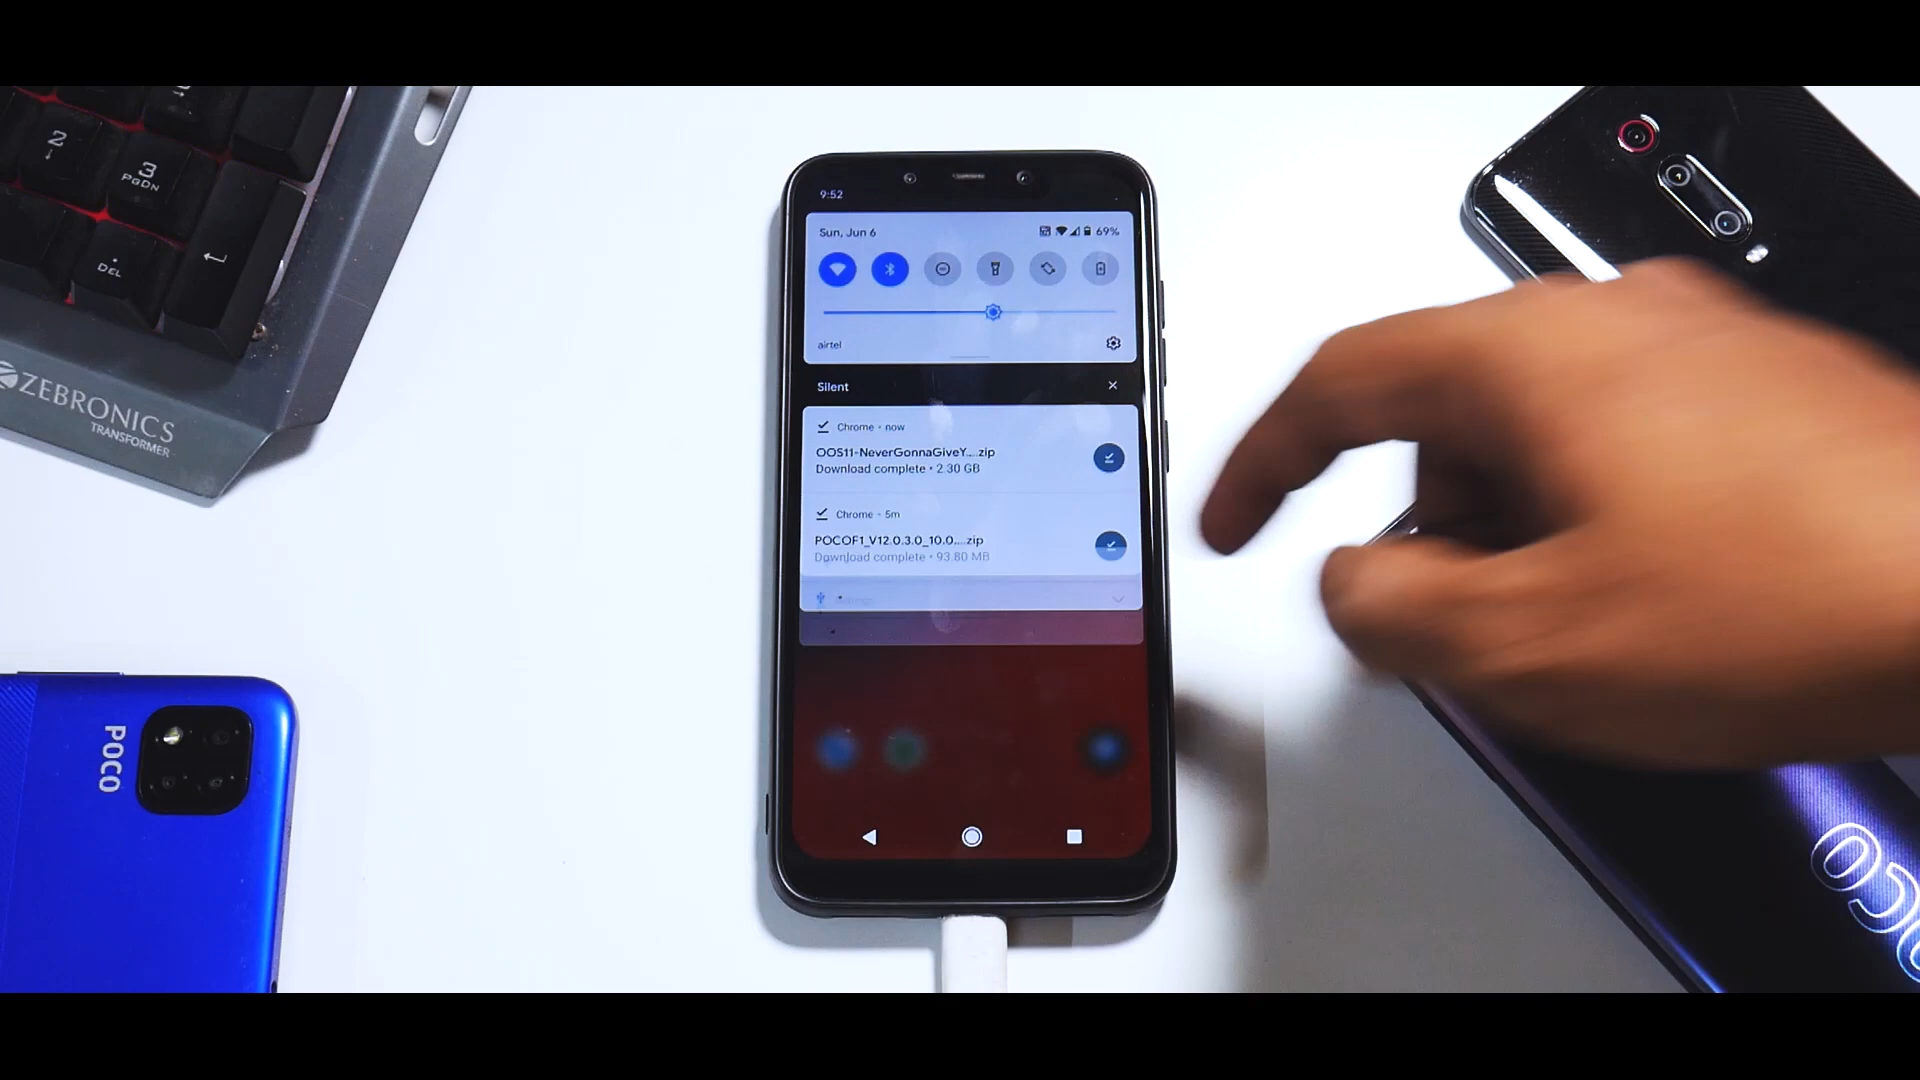 2
3
PGDN
DEL
ZEBRONICS
TRANSFORMER
POCO
9:52
Sun, Jun 6
69%
airtel
Silent
Chrome • now
OOS11-NeverGonnaGiveY....zip
Download complete • 2.30 GB
Chrome • 5m
POCOF1_V12.0.3.0_10.0....zip
Download complete • 93.80 MB